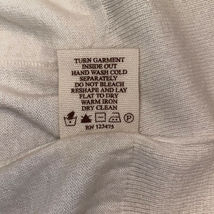 TURN GARMENT
INSIDE OUT
HAND WASH COLD
SEPARATELY
DO NOT BLEACH
RESHAPE AND LAY
FLAT TO DRY
WARM IRON
DRY CLEAN
RN 123475